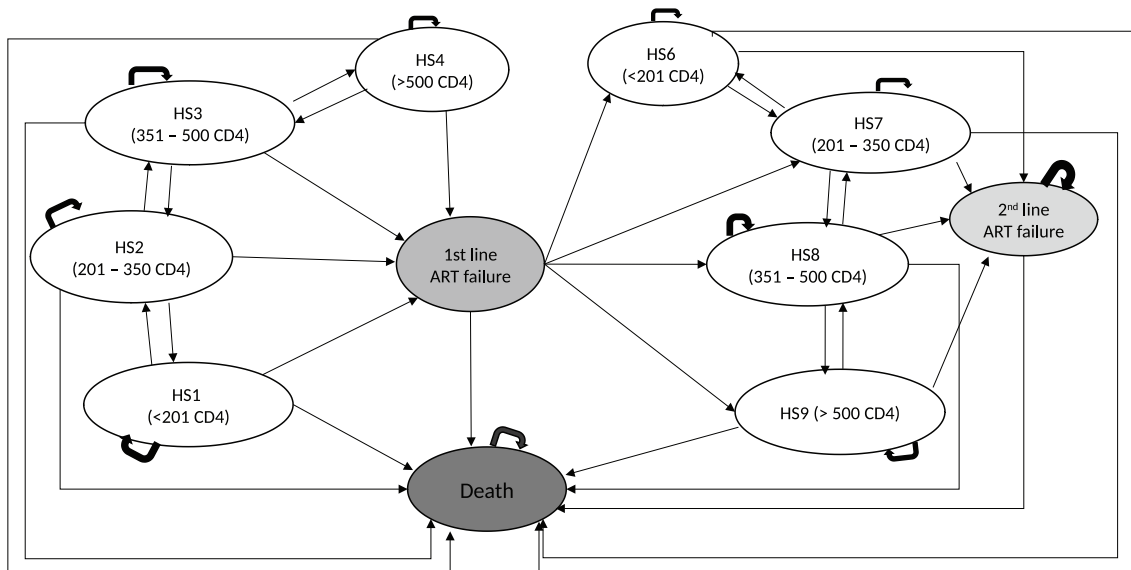 HS4
(>500 CD4)
HS3
(351 – 500 CD4)
HS2
(201 – 350 CD4)
HS1
(<201 CD4)
1st line
ART failure
Death
HS6
(<201 CD4)
HS7
(201 – 350 CD4)
HS8
(351 – 500 CD4)
HS9 (> 500 CD4)
2nd line
ART failure